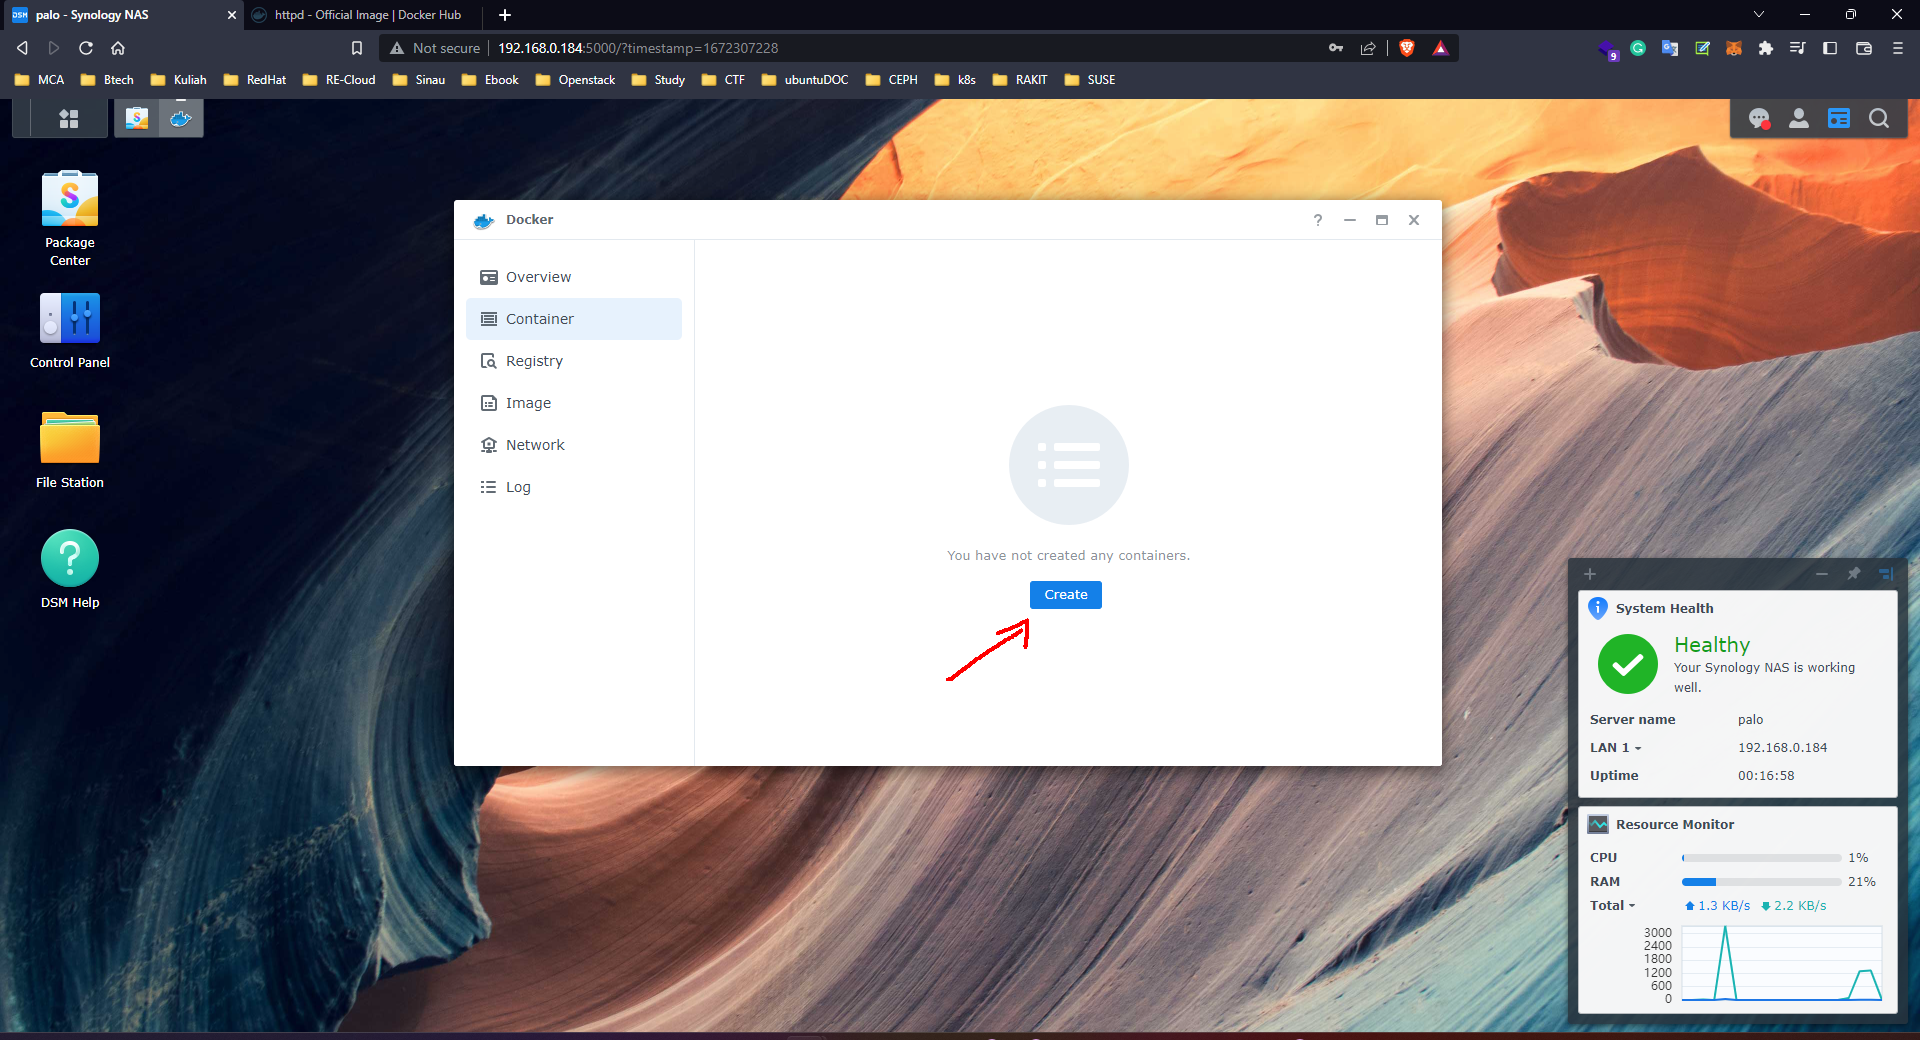 DSM
palo - Synology NAS
httpd - Official Image | Docker Hub
Not secure
192.168.0.184:5000/?timestamp=1672307228
9
MCA
Btech
Kuliah
RedHat
RE-Cloud
Sinau
Ebook
Openstack
Study
CTF
ubuntuDOC
CEPH
k8s
RAKIT
SUSE
Package
Center
Control Panel
File Station
DSM Help
Docker
Overview
Container
Registry
Image
Network
Log
You have not created any containers.
Create
System Health
Healthy
Your Synology NAS is working
well.
Server name palo
LAN 1 192.168.0.184
Uptime 00:16:58
Resource Monitor
CPU 1%
RAM 21%
Total 1.3 KB/s 2.2 KB/s
3000
2400
1800
1200
600
0